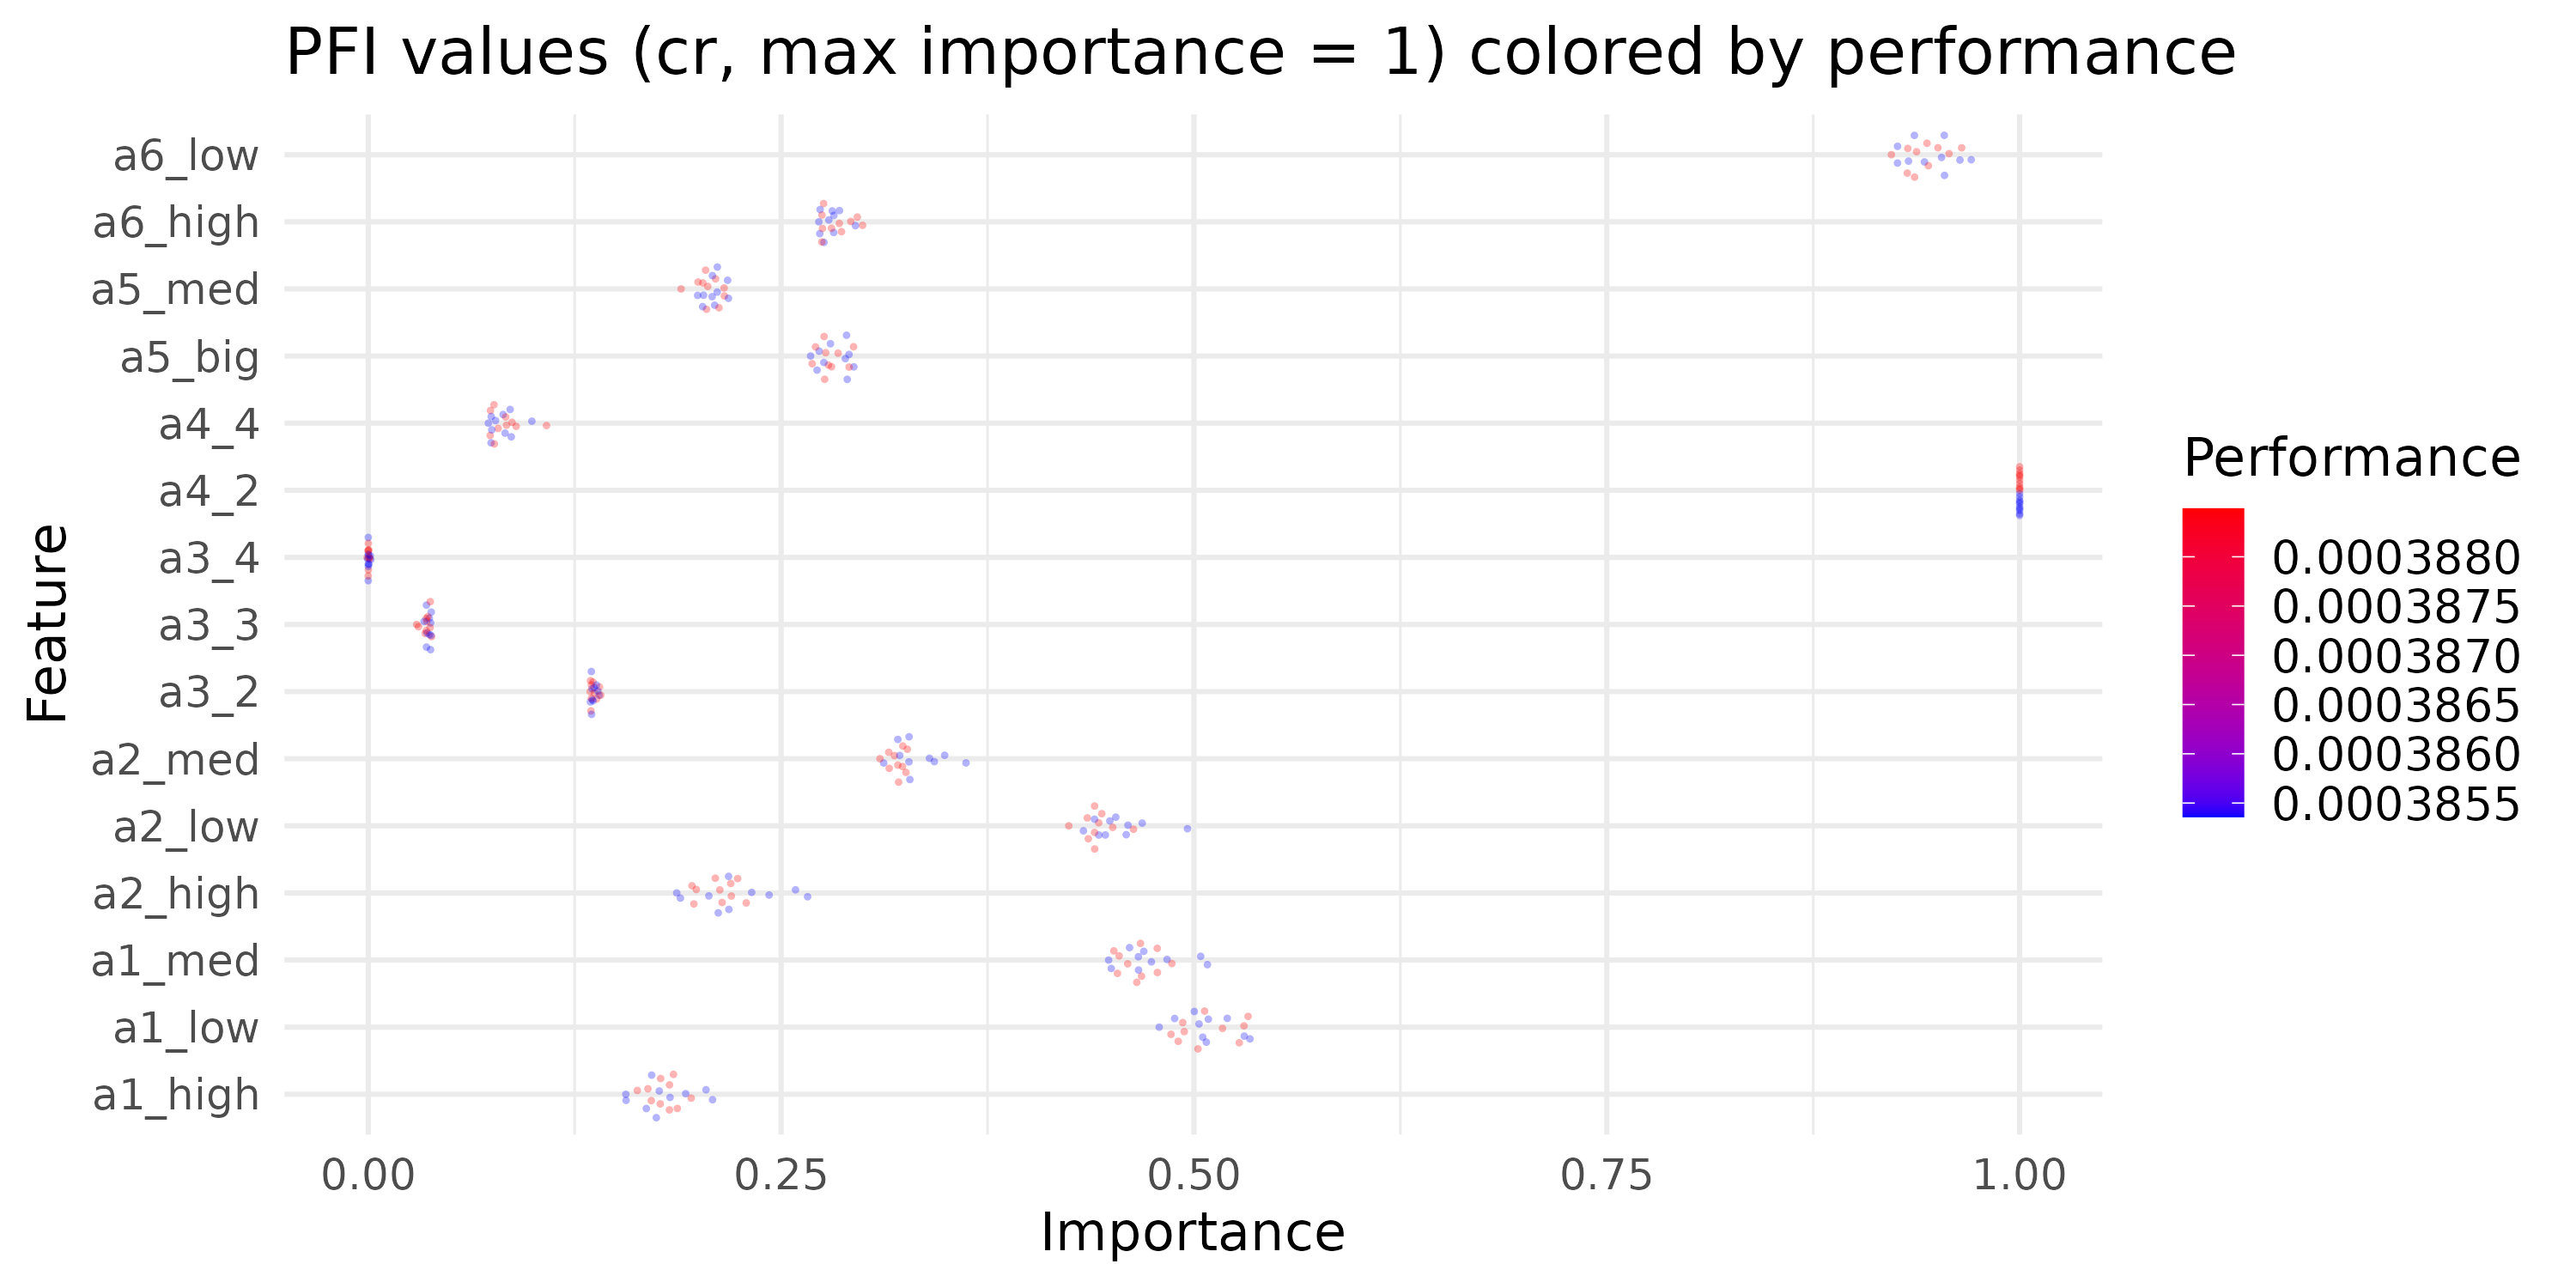 PFI values (cr, max importance = 1) colored by performance
Feature
a6_low
a6_high
a5_med
a5_big
a4_4
a4_2
a3_4
a3_3
a3_2
a2_med
a2_low
a2_high
a1_med
a1_low
a1_high
0.00 0.25 0.50 0.75 1.00
Importance
Performance
0.0003880
0.0003875
0.0003870
0.0003865
0.0003860
0.0003855